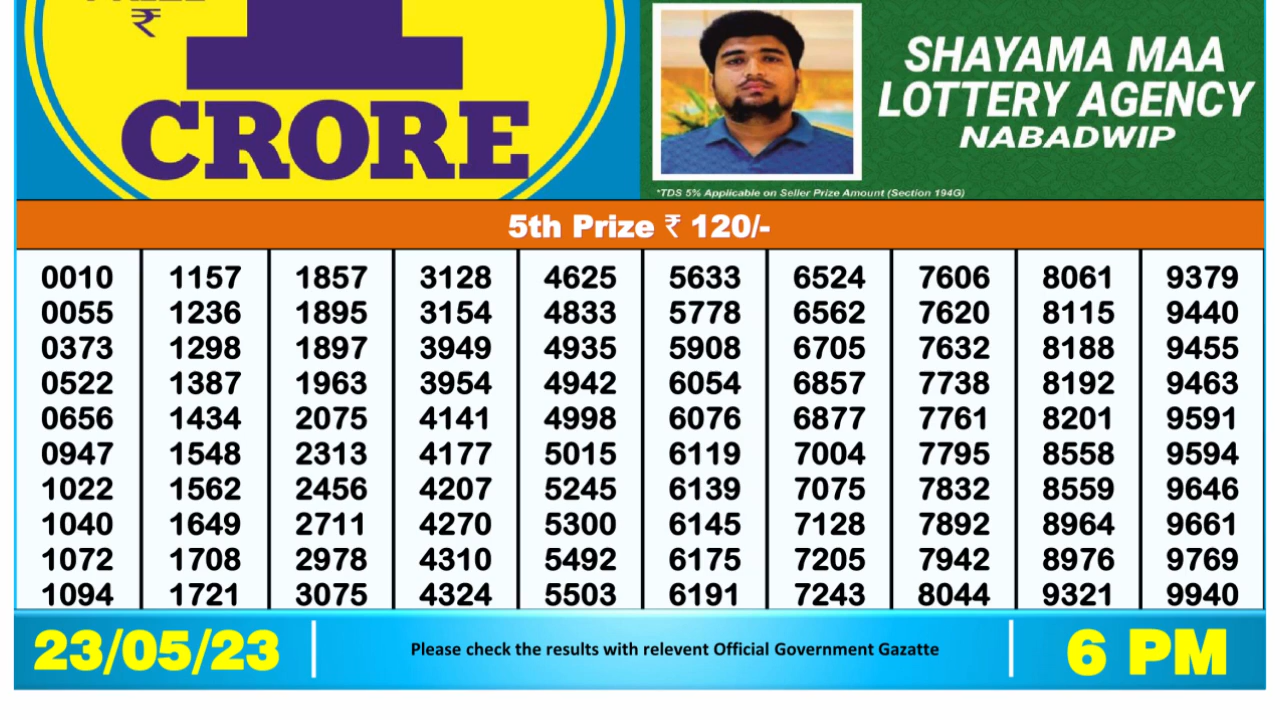 ₹
1
CRORE
SHAYAMA MAA
LOTTERY AGENCY
NABADWIP
*TDS 5% Applicable on Seller Prize Amount (Section 194G)
5th Prize ₹ 120/-
0010 1157 1857 3128 4625 5633 6524 7606 8061 9379
0055 1236 1895 3154 4833 5778 6562 7620 8115 9440
0373 1298 1897 3949 4935 5908 6705 7632 8188 9455
0522 1387 1963 3954 4942 6054 6857 7738 8192 9463
0656 1434 2075 4141 4998 6076 6877 7761 8201 9591
0947 1548 2313 4177 5015 6119 7004 7795 8558 9594
1022 1562 2456 4207 5245 6139 7075 7832 8559 9646
1040 1649 2711 4270 5300 6145 7128 7892 8964 9661
1072 1708 2978 4310 5492 6175 7205 7942 8976 9769
1094 1721 3075 4324 5503 6191 7243 8044 9321 9940
23/05/23
Please check the results with relevent Official Government Gazatte
6 PM